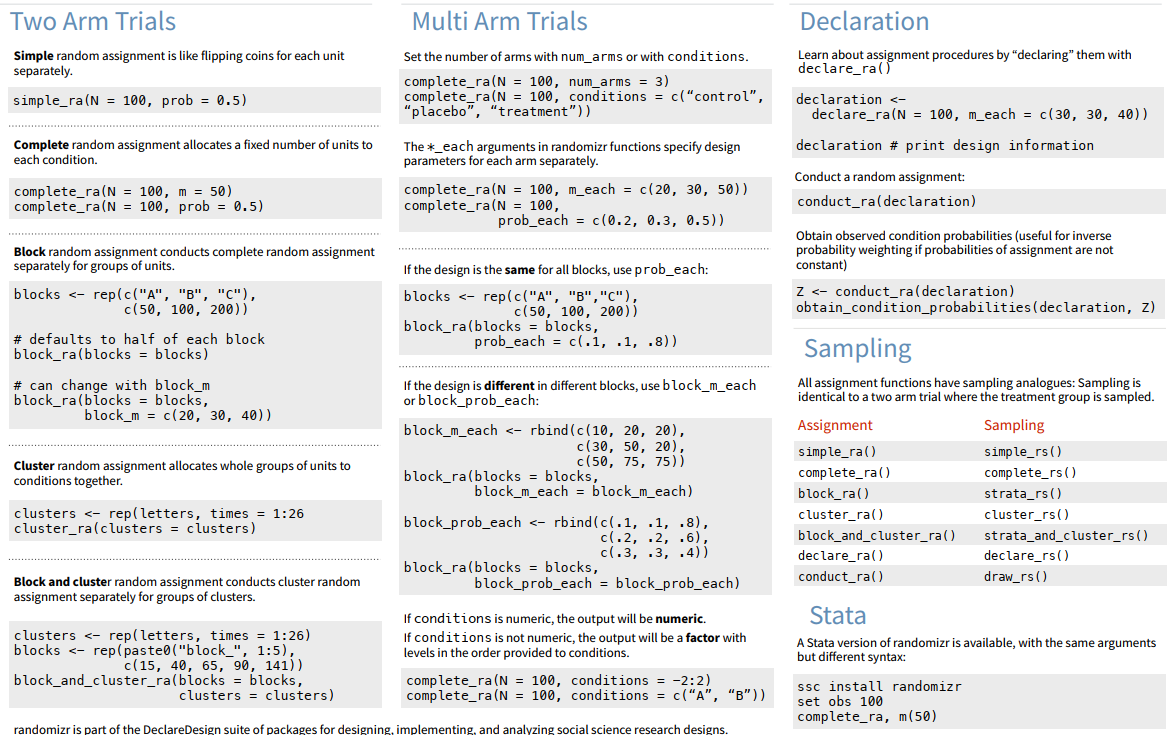 Two Arm Trials
Simple random assignment is like flipping coins for each unit
separately.
simple_ra(N = 100, prob = 0.5)
Complete random assignment allocates a fixed number of units to
each condition.
complete_ra(N = 100, m = 50)
complete_ra(N = 100, prob = 0.5)
Block random assignment conducts complete random assignment
separately for groups of units.
blocks <- rep(c("A", "B", "C"),
c(50, 100, 200))
# defaults to half of each block
block_ra(blocks = blocks)
# can change with block_m
block_ra(blocks = blocks,
block_m = c(20, 30, 40))
Cluster random assignment allocates whole groups of units to
conditions together.
clusters <- rep(letters, times = 1:26
cluster_ra(clusters = clusters)
Block and cluster random assignment conducts cluster random
assignment separately for groups of clusters.
clusters <- rep(letters, times = 1:26)
blocks <- rep(paste0("block_", 1:5),
c(15, 40, 65, 90, 141))
block_and_cluster_ra(blocks = blocks,
clusters = clusters)
Multi Arm Trials
Set the number of arms with num_arms or with conditions.
complete_ra(N = 100, num_arms = 3)
complete_ra(N = 100, conditions = c(“control”,
“placebo”, “treatment”))
The *_each arguments in randomizr functions specify design
parameters for each arm separately.
complete_ra(N = 100, m_each = c(20, 30, 50))
complete_ra(N = 100,
prob_each = c(0.2, 0.3, 0.5))
If the design is the same for all blocks, use prob_each:
blocks <- rep(c("A", "B","C"),
c(50, 100, 200))
block_ra(blocks = blocks,
prob_each = c(.1, .1, .8))
If the design is different in different blocks, use block_m_each
or block_prob_each:
block_m_each <- rbind(c(10, 20, 20),
c(30, 50, 20),
c(50, 75, 75))
block_ra(blocks = blocks,
block_m_each = block_m_each)
block_prob_each <- rbind(c(.1, .1, .8),
c(.2, .2, .6),
c(.3, .3, .4))
block_ra(blocks = blocks,
block_prob_each = block_prob_each)
If conditions is numeric, the output will be numeric.
If conditions is not numeric, the output will be a factor with
levels in the order provided to conditions.
complete_ra(N = 100, conditions = -2:2)
complete_ra(N = 100, conditions = c(“A”, “B”))
Declaration
Learn about assignment procedures by “declaring” them with
declare_ra()
declaration <-
declare_ra(N = 100, m_each = c(30, 30, 40))
declaration # print design information
Conduct a random assignment:
conduct_ra(declaration)
Obtain observed condition probabilities (useful for inverse
probability weighting if probabilities of assignment are not
constant)
Z <- conduct_ra(declaration)
obtain_condition_probabilities(declaration, Z)
Sampling
All assignment functions have sampling analogues: Sampling is
identical to a two arm trial where the treatment group is sampled.
Assignment Sampling
simple_ra() simple_rs()
complete_ra() complete_rs()
block_ra() strata_rs()
cluster_ra() cluster_rs()
block_and_cluster_ra() strata_and_cluster_rs()
declare_ra() declare_rs()
conduct_ra() draw_rs()
Stata
A Stata version of randomizr is available, with the same arguments
but different syntax:
ssc install randomizr
set obs 100
complete_ra, m(50)
randomizr is part of the DeclareDesign suite of packages for designing, implementing, and analyzing social science research designs.